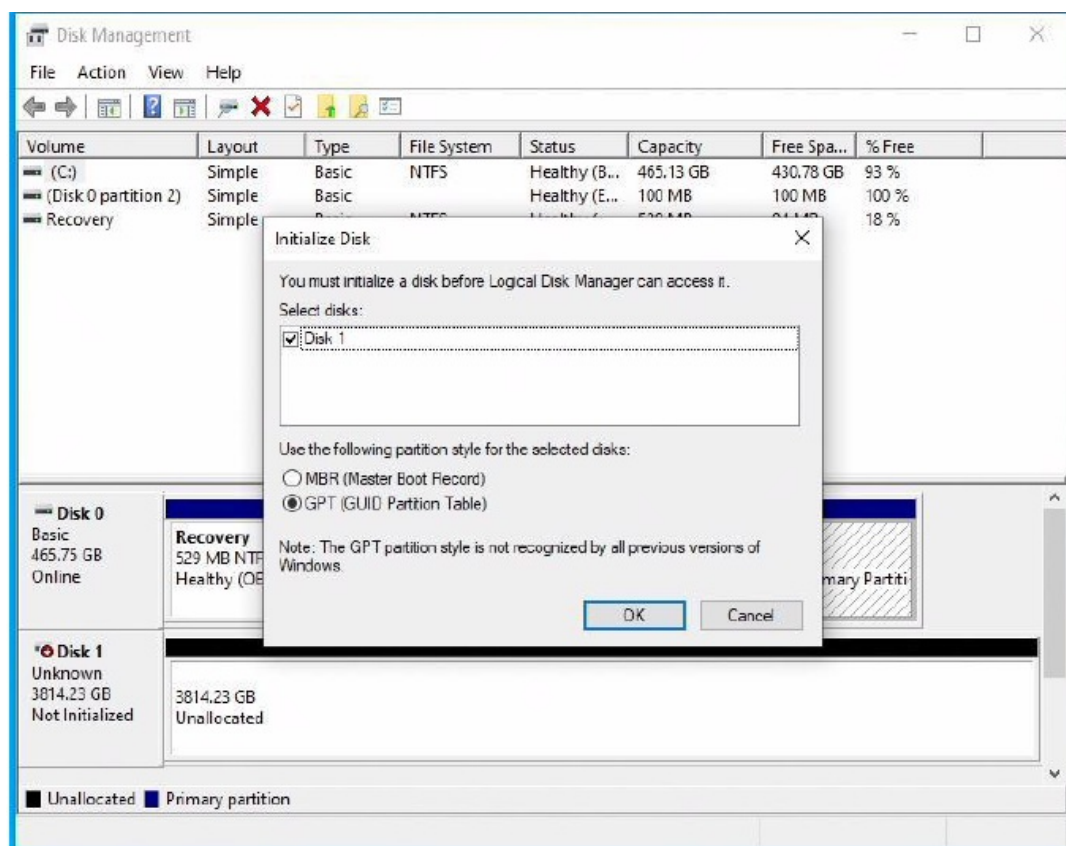 Disk Management
File Action View Help
Volume Layout Type File System Status Capacity Free Spa... % Free
(C:) Simple Basic NTFS Healthy (B... 465.13 GB 430.78 GB 93 %
(Disk 0 partition 2) Simple Basic Healthy (E... 100 MB 100 MB 100 %
Recovery Simple 18 %
Initialize Disk
You must initialize a disk before Logical Disk Manager can access it.
Select disks:
Disk 1
Use the following partition style for the selected disks:
MBR (Master Boot Record)
GPT (GUID Partition Table)
Note: The GPT partition style is not recognized by all previous versions of
Windows.
OK Cancel
Disk 0
Basic
465.75 GB
Online
Recovery
529 MB NTF
Healthy (OE
mary Partiti
Disk 1
Unknown
3814.23 GB
Not Initialized
3814.23 GB
Unallocated
Unallocated Primary partition